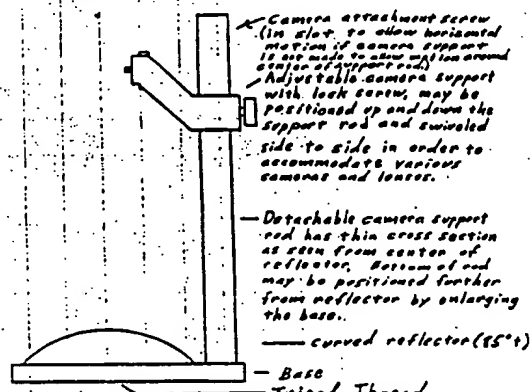 Camera attachment screw
(in slot to allow horizontal
motion if camera support
is not made to allow motion around
center of support rod.)
Adjustable camera support
with lock screw, may be
positioned up and down the
support rod and swiveled
side to side in order to
accommodate various
cameras and lenses.
Detachable camera support
rod has thin cross section
as seen from center of
reflector. Bottom of rod
may be positioned further
from reflector by enlarging
the base.
curved reflector (85°+)
Base
Tripod Thread